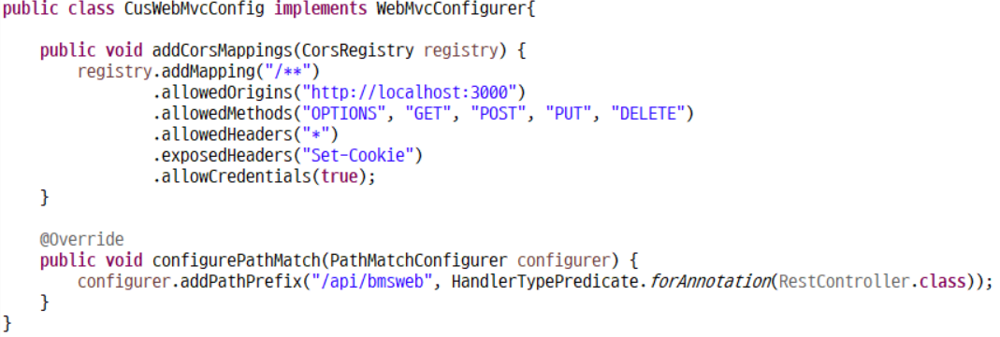 public class CusWebMvcConfig implements WebMvcConfigurer{
public void addCorsMappings(CorsRegistry registry) {
registry.addMapping("/**")
.allowedOrigins("http://localhost:3000")
.allowedMethods("OPTIONS", "GET", "POST", "PUT", "DELETE")
.allowedHeaders("*")
.exposedHeaders("Set-Cookie")
.allowCredentials(true);
}
@Override
public void configurePathMatch(PathMatchConfigurer configurer) {
configurer.addPathPrefix("/api/bmsweb", HandlerTypePredicate.forAnnotation(RestController.class));
}
}